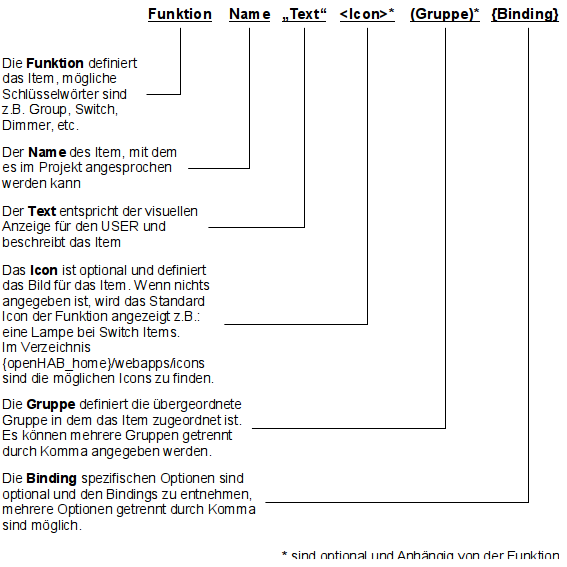 Funktion Name „Text“ <Icon>* (Gruppe)* {Binding}
Die Funktion definiert
das Item, mögliche
Schlüsselwörter sind
z.B. Group, Switch,
Dimmer, etc.
Der Name des Item, mit dem
es im Projekt angesprochen
werden kann
Der Text entspricht der visuellen
Anzeige für den USER und
beschreibt das Item
Das Icon ist optional und definiert
das Bild für das Item. Wenn nichts
angegeben ist, wird das Standard
Icon der Funktion angezeigt z.B.:
eine Lampe bei Switch Items.
Im Verzeichnis
{openHAB_home}/webapps/icons
sind die möglichen Icons zu finden.
Die Gruppe definiert die übergeordnete
Gruppe in dem das Item zugeordnet ist.
Es können mehrere Gruppen getrennt
durch Komma angegeben werden.
Die Binding spezifischen Optionen sind
optional und den Bindings zu entnehmen,
mehrere Optionen getrennt durch Komma
sind möglich.
* sind optional und Anhängig von der Funktion